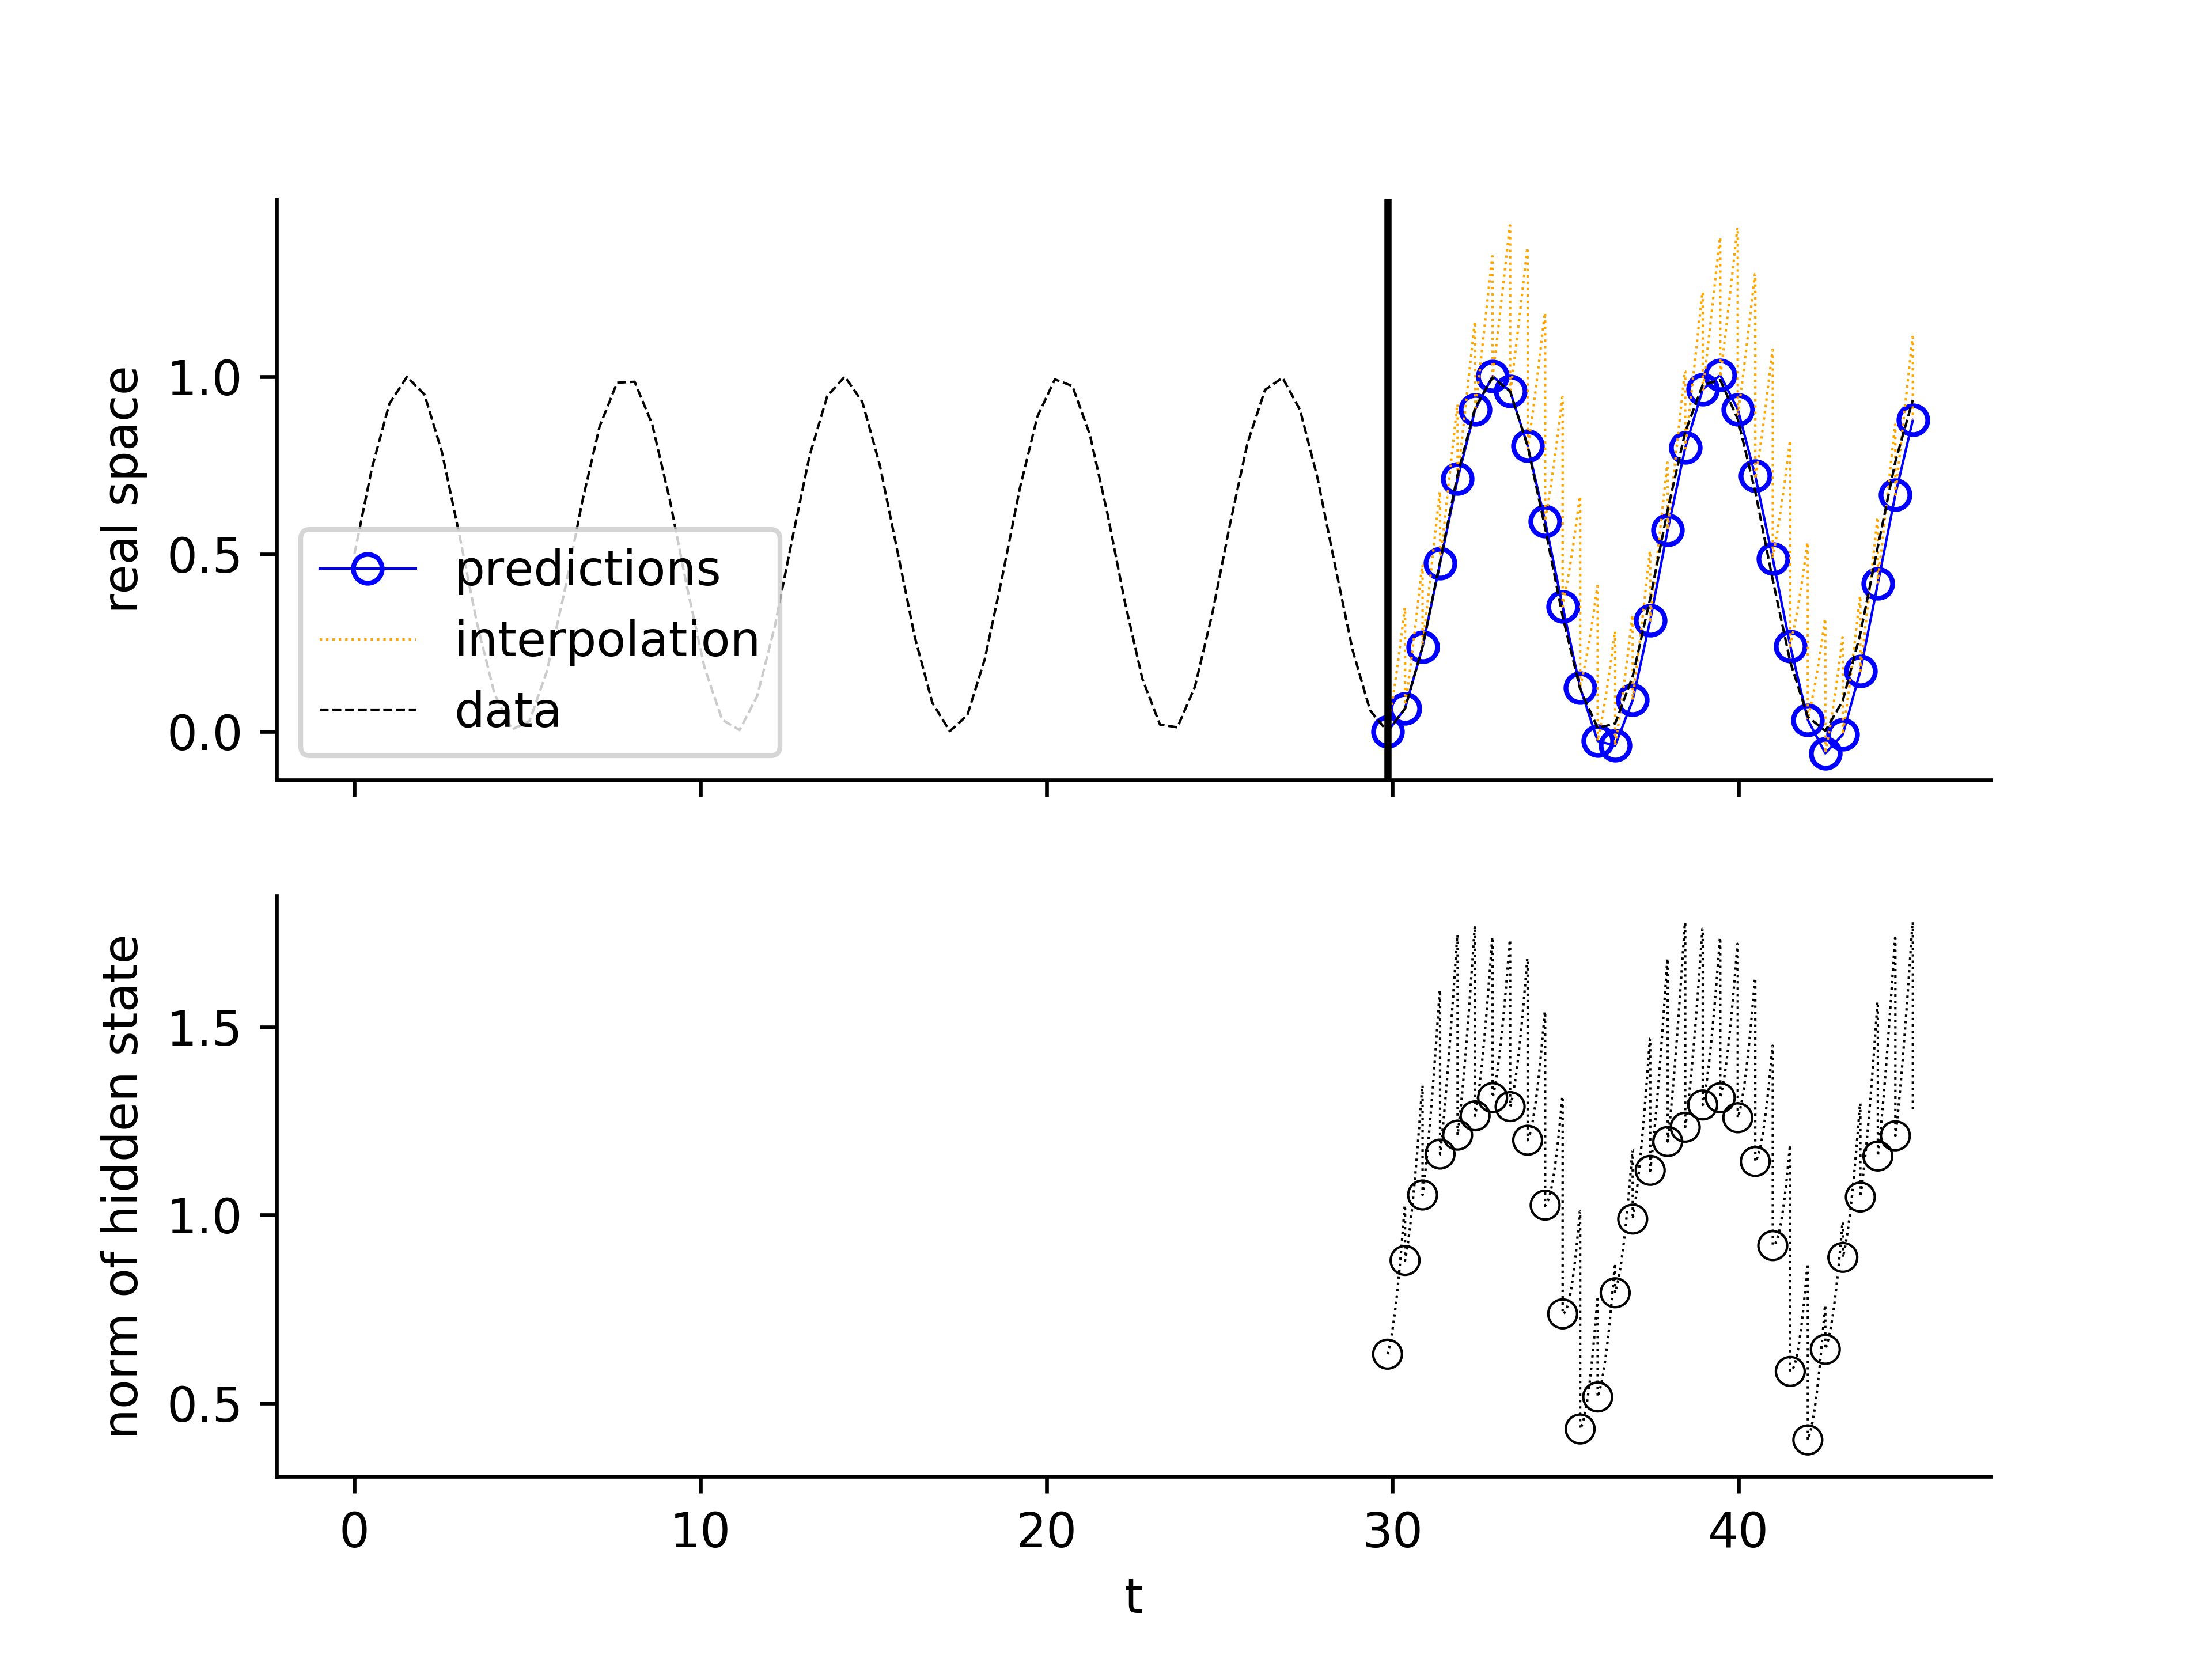 real space
1.0
0.5
0.0
predictions
interpolation
data
norm of hidden state
1.5
1.0
0.5
0 10 20 30 40
t